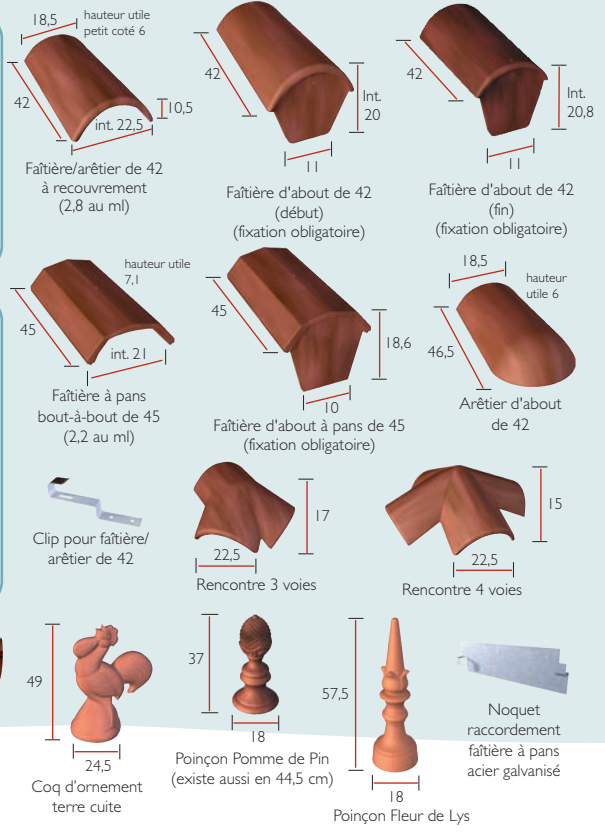 18,5
hauteur utile
petit coté 6
42
10,5
int. 22,5
Faîtière/arêtier de 42
à recouvrement
(2,8 au ml)
42
Int.
20
11
Faîtière d'about de 42
(début)
(fixation obligatoire)
42
Int.
20,8
11
Faîtière d'about de 42
(fin)
(fixation obligatoire)
hauteur utile
7,1
45
int. 21
Faîtière à pans
bout-à-bout de 45
(2,2 au ml)
45
18,6
10
Faîtière d'about à pans de 45
(fixation obligatoire)
18,5
hauteur
utile 6
46,5
Arêtier d'about
de 42
Clip pour faîtière/
arêtier de 42
17
22,5
Rencontre 3 voies
15
22,5
Rencontre 4 voies
49
24,5
Coq d'ornement
terre cuite
37
18
Poinçon Pomme de Pin
(existe aussi en 44,5 cm)
57,5
18
Poinçon Fleur de Lys
Noquet
raccordement
faîtière à pans
acier galvanisé